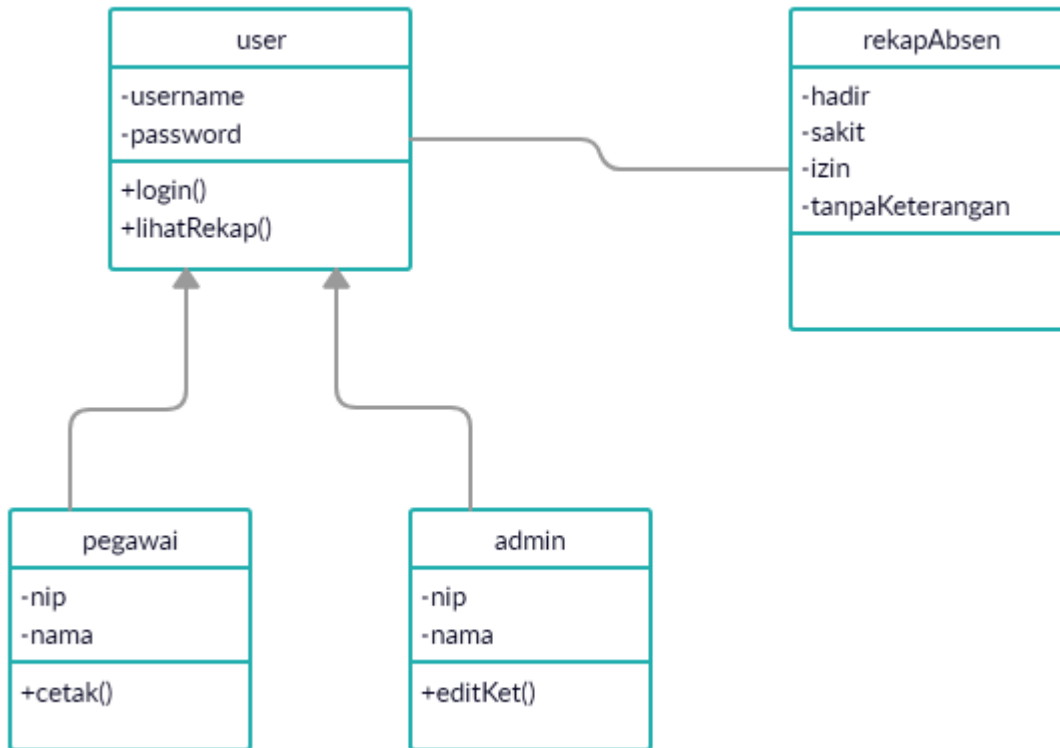 user
-username
-password
+login()
+lihatRekap()
rekapAbsen
-hadir
-sakit
-izin
-tanpaKeterangan
pegawai
-nip
-nama
+cetak()
admin
-nip
-nama
+editKet()